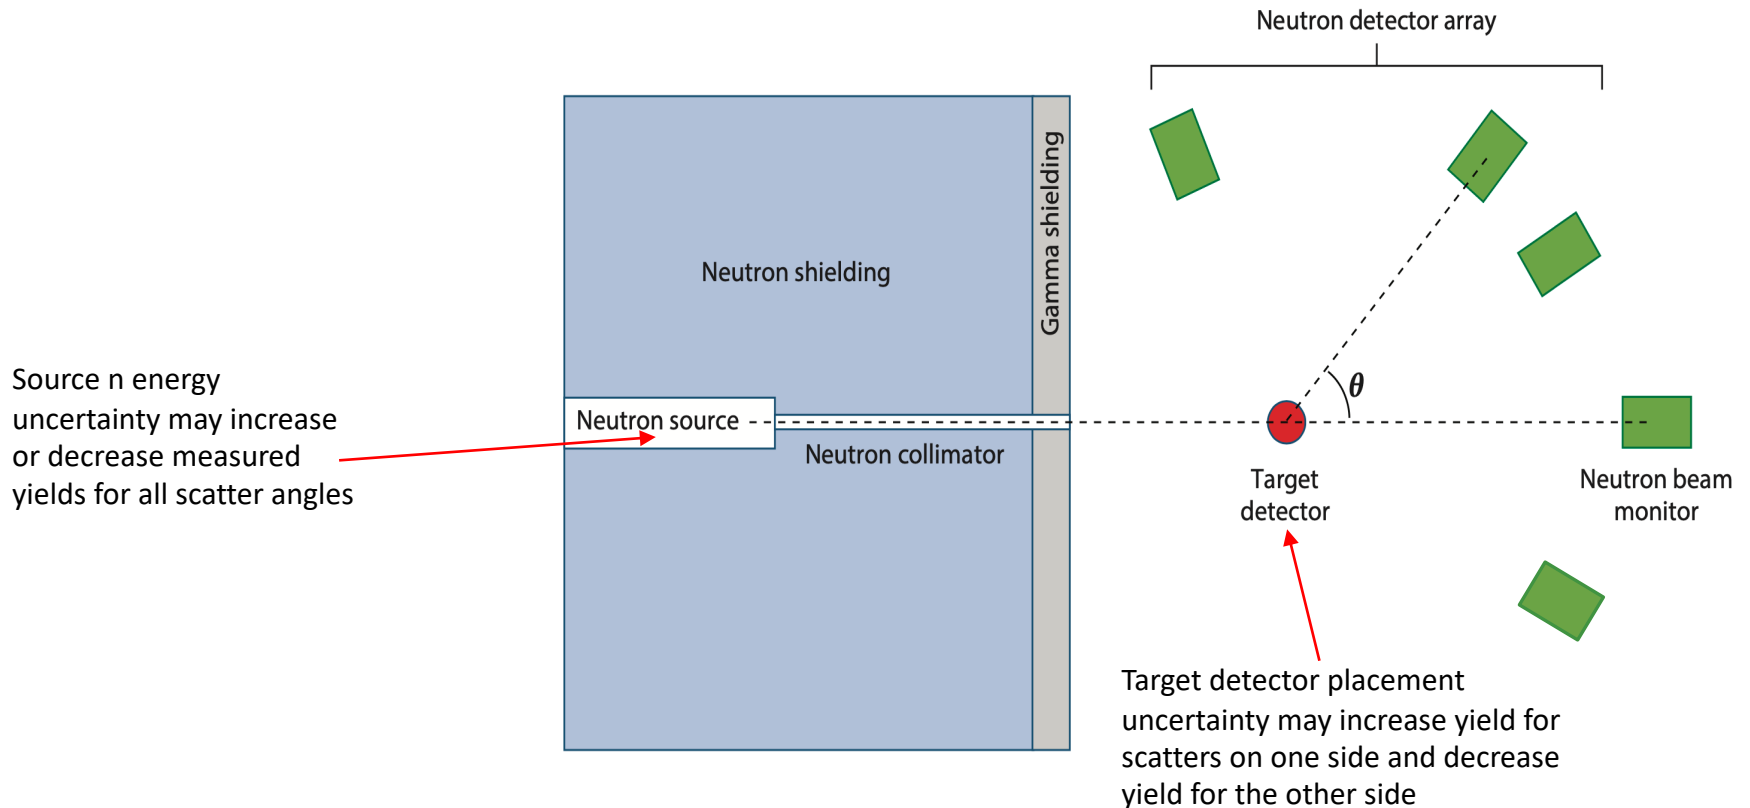 Neutron detector array
Gamma shielding
Neutron shielding
Source n energy
uncertainty may increase
or decrease measured
yields for all scatter angles
Neutron source
Neutron collimator
θ
Target
detector
Neutron beam
monitor
Target detector placement
uncertainty may increase yield for
scatters on one side and decrease
yield for the other side